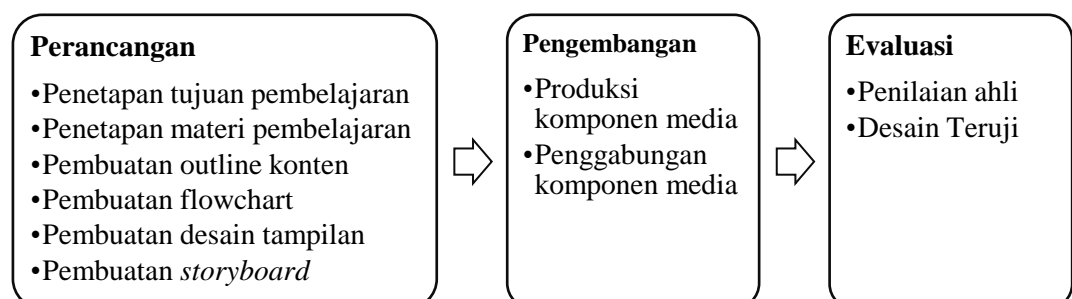 Perancangan
•Penetapan tujuan pembelajaran
•Penetapan materi pembelajaran
•Pembuatan outline konten
•Pembuatan flowchart
•Pembuatan desain tampilan
•Pembuatan storyboard
Pengembangan
•Produksi
komponen media
•Penggabungan
komponen media
Evaluasi
•Penilaian ahli
•Desain Teruji